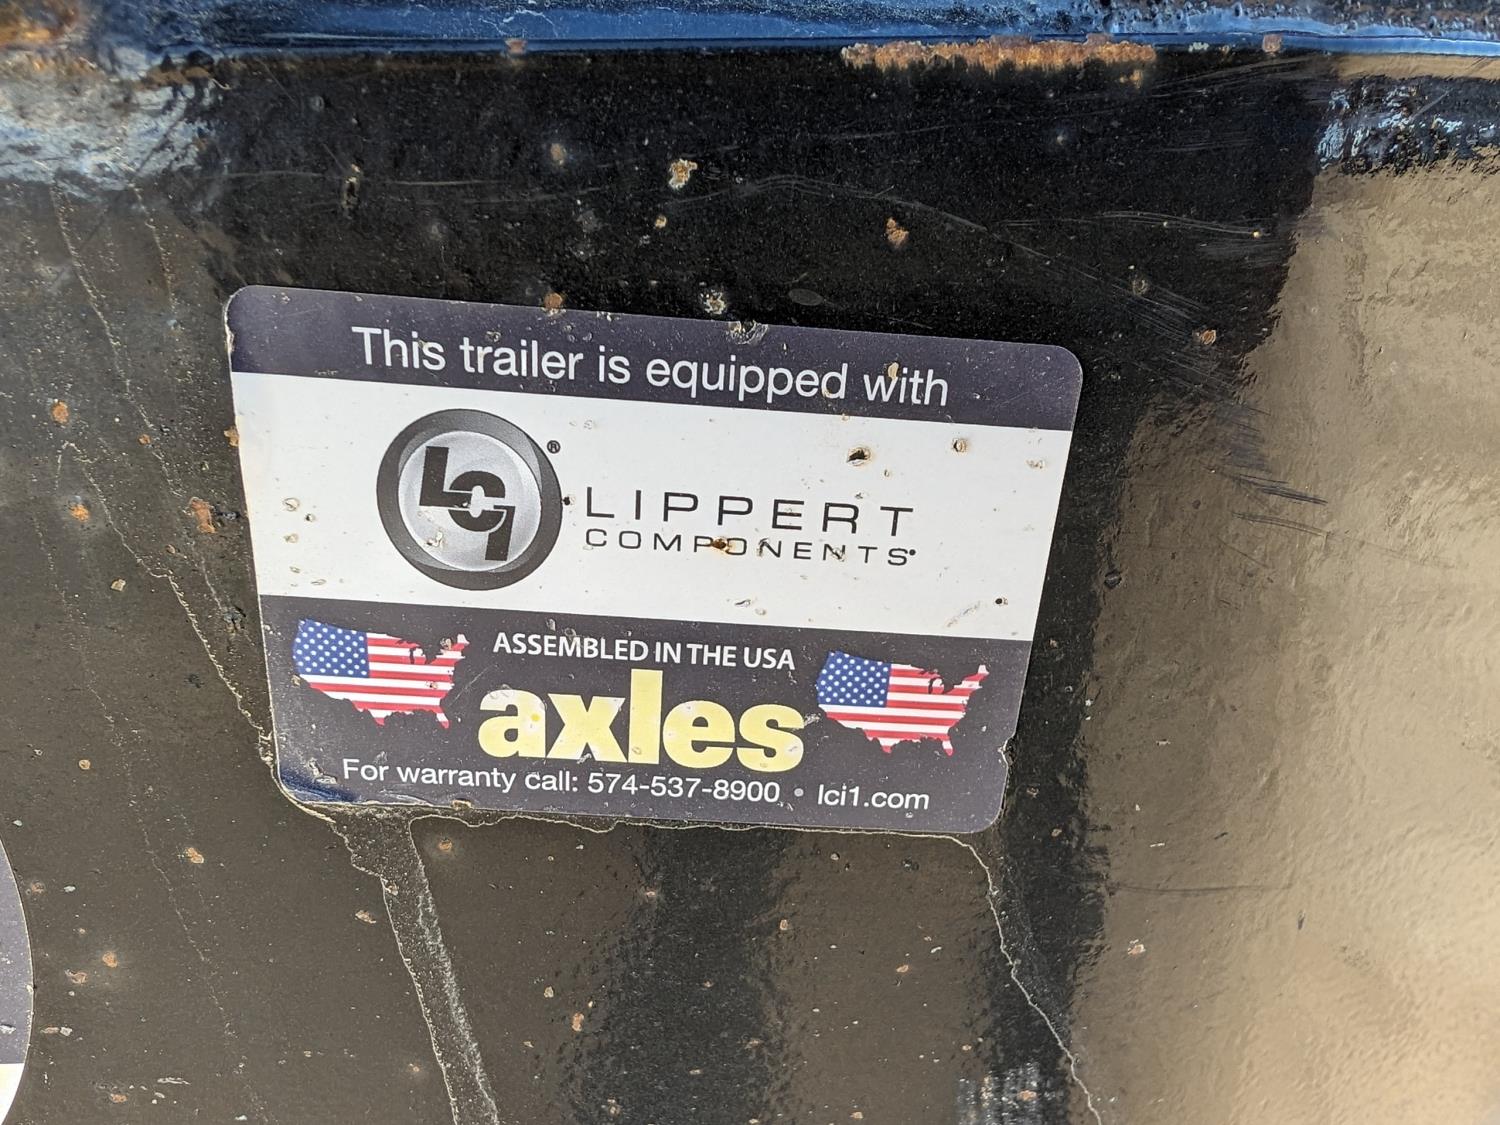 This trailer is equipped with
LCI ®
LIPPERT
COMPONENTS®
ASSEMBLED IN THE USA
axles
For warranty call: 574-537-8900 • lci1.com